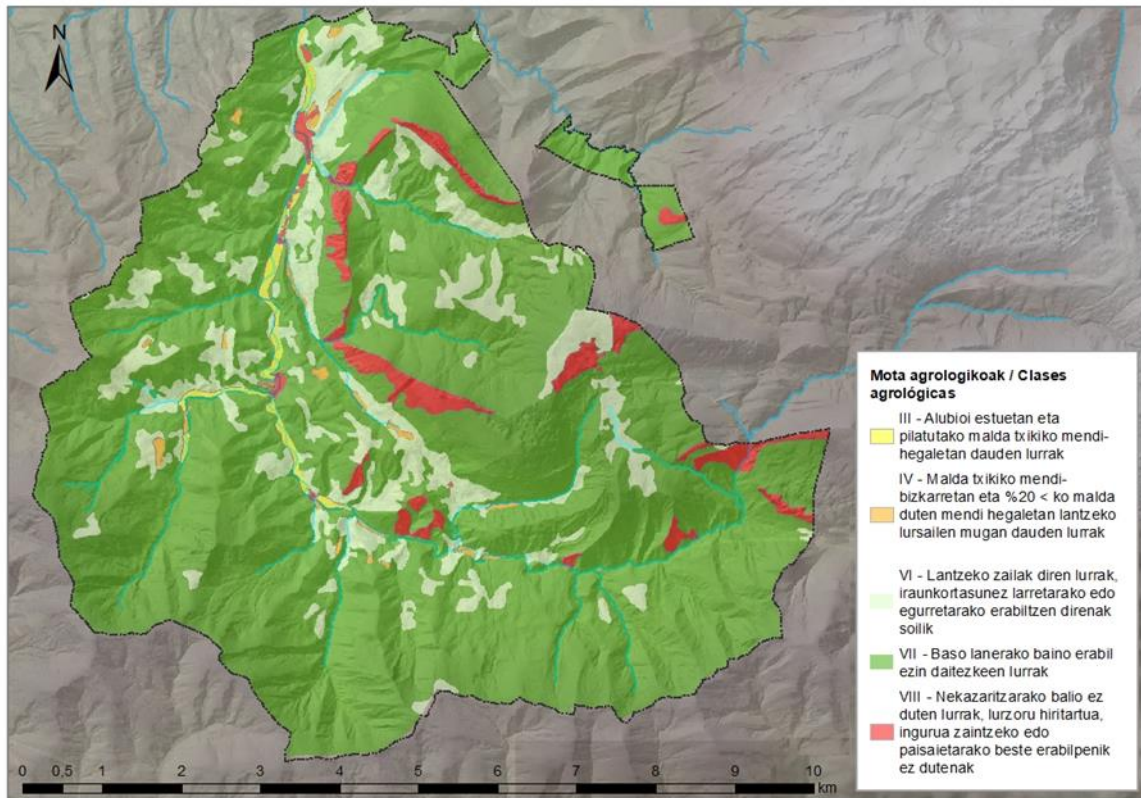 N
Mota agrologikoak / Clases
agrológicas
III - Alubioi estuetan eta
pilatutako malda txikiko mendi-
hegaletan dauden lurrak
IV - Malda txikiko mendi-
bizkarretan eta %20 < ko malda
duten mendi hegaletan lantzeko
lursailen mugan dauden lurrak
VI - Lantzeko zailak diren lurrak,
iraunkortasunez larretarako edo
egurretarako erabiltzen direnak
soilik
VII - Baso lanerako baino erabil
ezin daitezkeen lurrak
VIII - Nekazaritzarako balio ez
duten lurrak, lurzoru hiritartua,
ingurua zaintzeko edo
paisaietarako beste erabilpenik
ez dutenak
0 0,5 1 2 3 4 5 6 7 8 9 10
km